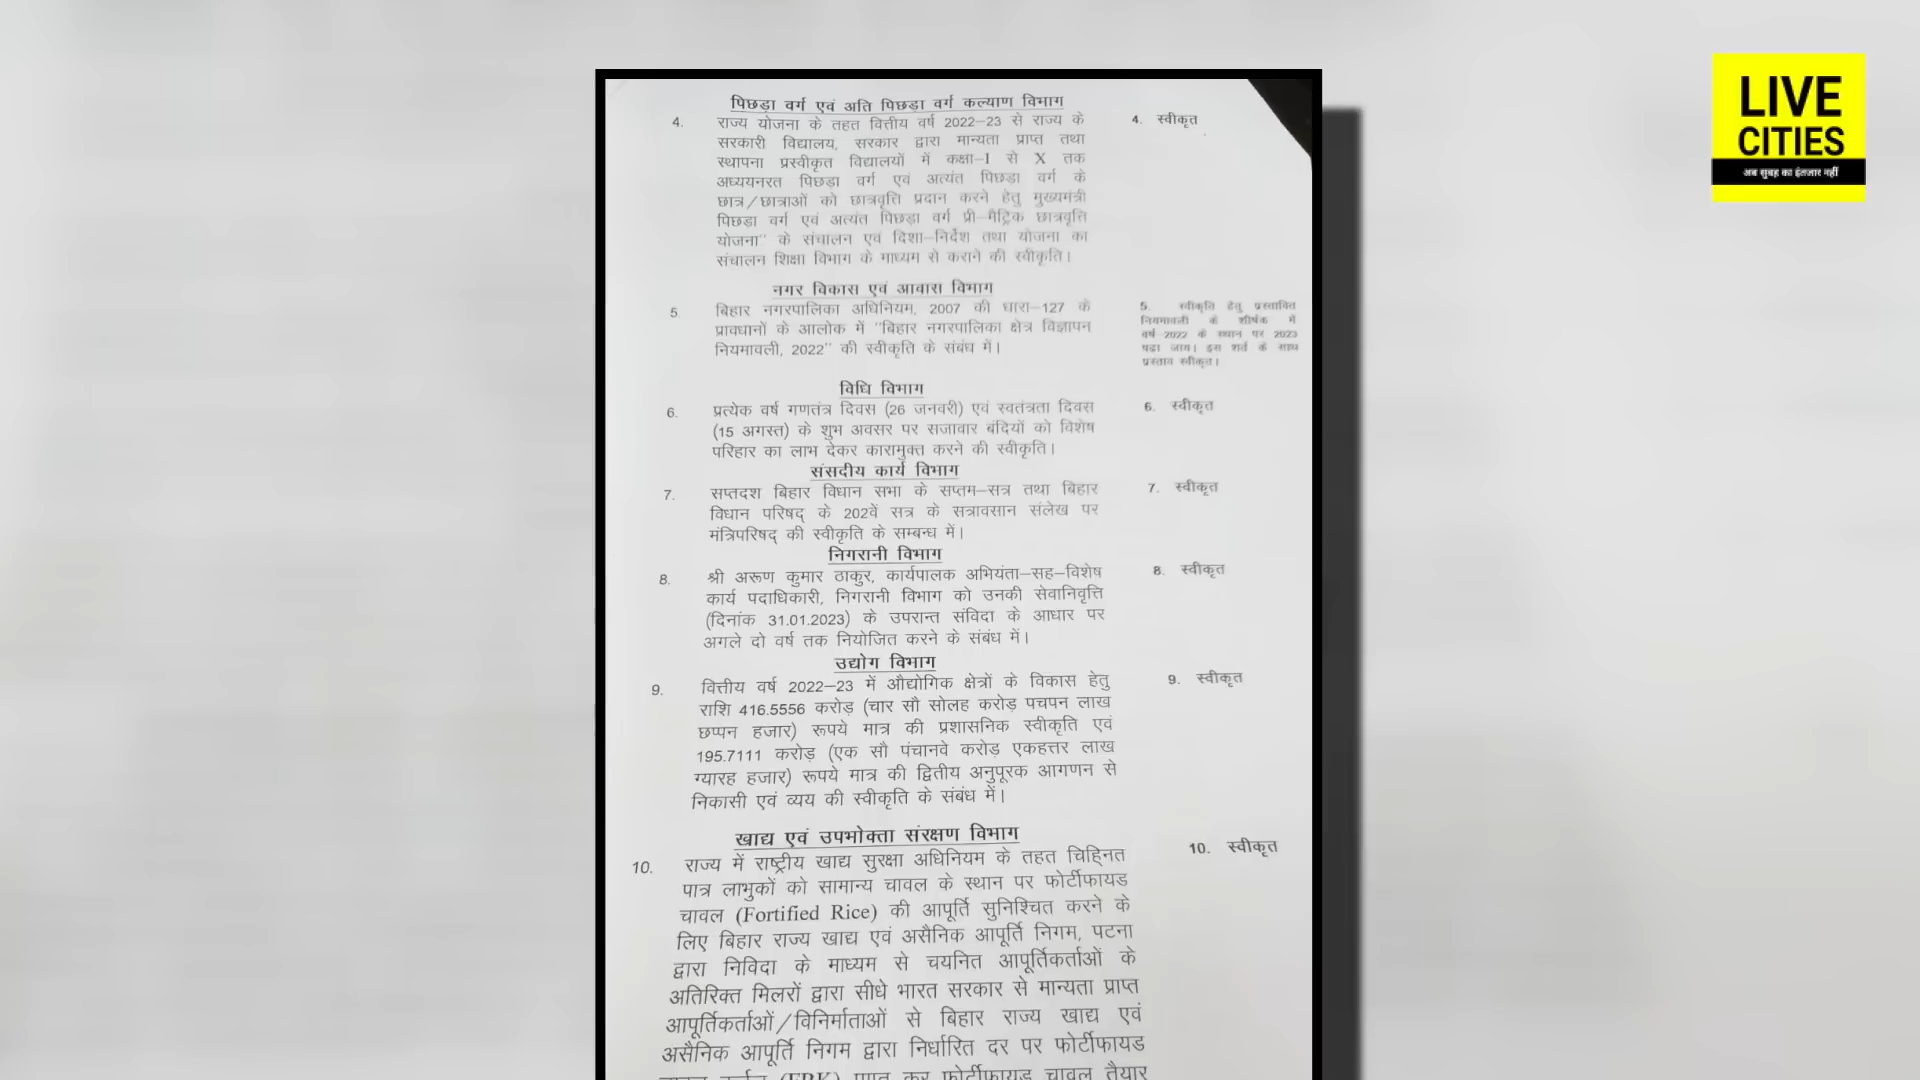 LIVE
CITIES
अब सुबह का इंतजार नहीं
पिछड़ा वर्ग एवं अति पिछड़ा वर्ग कल्याण विभाग
4. राज्य योजना के तहत वित्तीय वर्ष 2022-23 से राज्य के 4. स्वीकृत
सरकारी विद्यालय, सरकार द्वारा मान्यता प्राप्त तथा
स्थापना प्रस्वीकृत विद्यालयों में कक्षा-I से X तक
अध्ययनरत पिछड़ा वर्ग एवं अत्यंत पिछड़ा वर्ग के
छात्र/छात्राओं को छात्रवृत्ति प्रदान करने हेतु मुख्यमंत्री
पिछड़ा वर्ग एवं अत्यंत पिछड़ा वर्ग प्री-मैट्रिक छात्रवृत्ति
योजना" के संचालन एवं दिशा-निर्देश तथा योजना का
संचालन शिक्षा विभाग के माध्यम से कराने की स्वीकृति।
नगर विकास एवं आवास विभाग
5. बिहार नगरपालिका अधिनियम, 2007 की धारा-127 के
प्रावधानों के आलोक में "बिहार नगरपालिका क्षेत्र विज्ञापन
नियमावली, 2022" की स्वीकृति के संबंध में।
5. स्वीकृति हेतु प्रस्तावित
नियमावली के शीर्षक में
वर्ष 2022 के स्थान पर 2023
पढ़ा जाय। इस शर्त के साथ
प्रस्ताव स्वीकृत।
विधि विभाग
6. प्रत्येक वर्ष गणतंत्र दिवस (26 जनवरी) एवं स्वतंत्रता दिवस 6. स्वीकृत
(15 अगस्त) के शुभ अवसर पर सजावार बंदियों को विशेष
परिहार का लाभ देकर कारामुक्त करने की स्वीकृति।
संसदीय कार्य विभाग
7. सप्तदश बिहार विधान सभा के सप्तम-सत्र तथा बिहार 7. स्वीकृत
विधान परिषद् के 202वें सत्र के सत्रावसान संलेख पर
मंत्रिपरिषद् की स्वीकृति के सम्बन्ध में।
निगरानी विभाग
8. श्री अरूण कुमार ठाकुर, कार्यपालक अभियंता-सह-विशेष 8. स्वीकृत
कार्य पदाधिकारी, निगरानी विभाग को उनकी सेवानिवृत्ति
(दिनांक 31.01.2023) के उपरान्त संविदा के आधार पर
अगले दो वर्ष तक नियोजित करने के संबंध में।
उद्योग विभाग
9. वित्तीय वर्ष 2022-23 में औद्योगिक क्षेत्रों के विकास हेतु 9. स्वीकृत
राशि 416.5556 करोड़ (चार सौ सोलह करोड़ पचपन लाख
छप्पन हजार) रूपये मात्र की प्रशासनिक स्वीकृति एवं
195.7111 करोड़ (एक सौ पंचानवे करोड़ एकहत्तर लाख
ग्यारह हजार) रूपये मात्र की द्वितीय अनुपूरक आगणन से
निकासी एवं व्यय की स्वीकृति के संबंध में।
खाद्य एवं उपभोक्ता संरक्षण विभाग
10. राज्य में राष्ट्रीय खाद्य सुरक्षा अधिनियम के तहत चिह्नित 10. स्वीकृत
पात्र लाभुकों को सामान्य चावल के स्थान पर फोर्टीफायड
चावल (Fortified Rice) की आपूर्ति सुनिश्चित करने के
लिए बिहार राज्य खाद्य एवं असैनिक आपूर्ति निगम, पटना
द्वारा निविदा के माध्यम से चयनित आपूर्तिकर्ताओं के
अतिरिक्त मिलरों द्वारा सीधे भारत सरकार से मान्यता प्राप्त
आपूर्तिकर्ताओं/विनिर्माताओं से बिहार राज्य खाद्य एवं
असैनिक आपूर्ति निगम द्वारा निर्धारित दर पर फोर्टीफायड
(FRK) प्राप्त कर फोर्टीफायड चावल तैयार